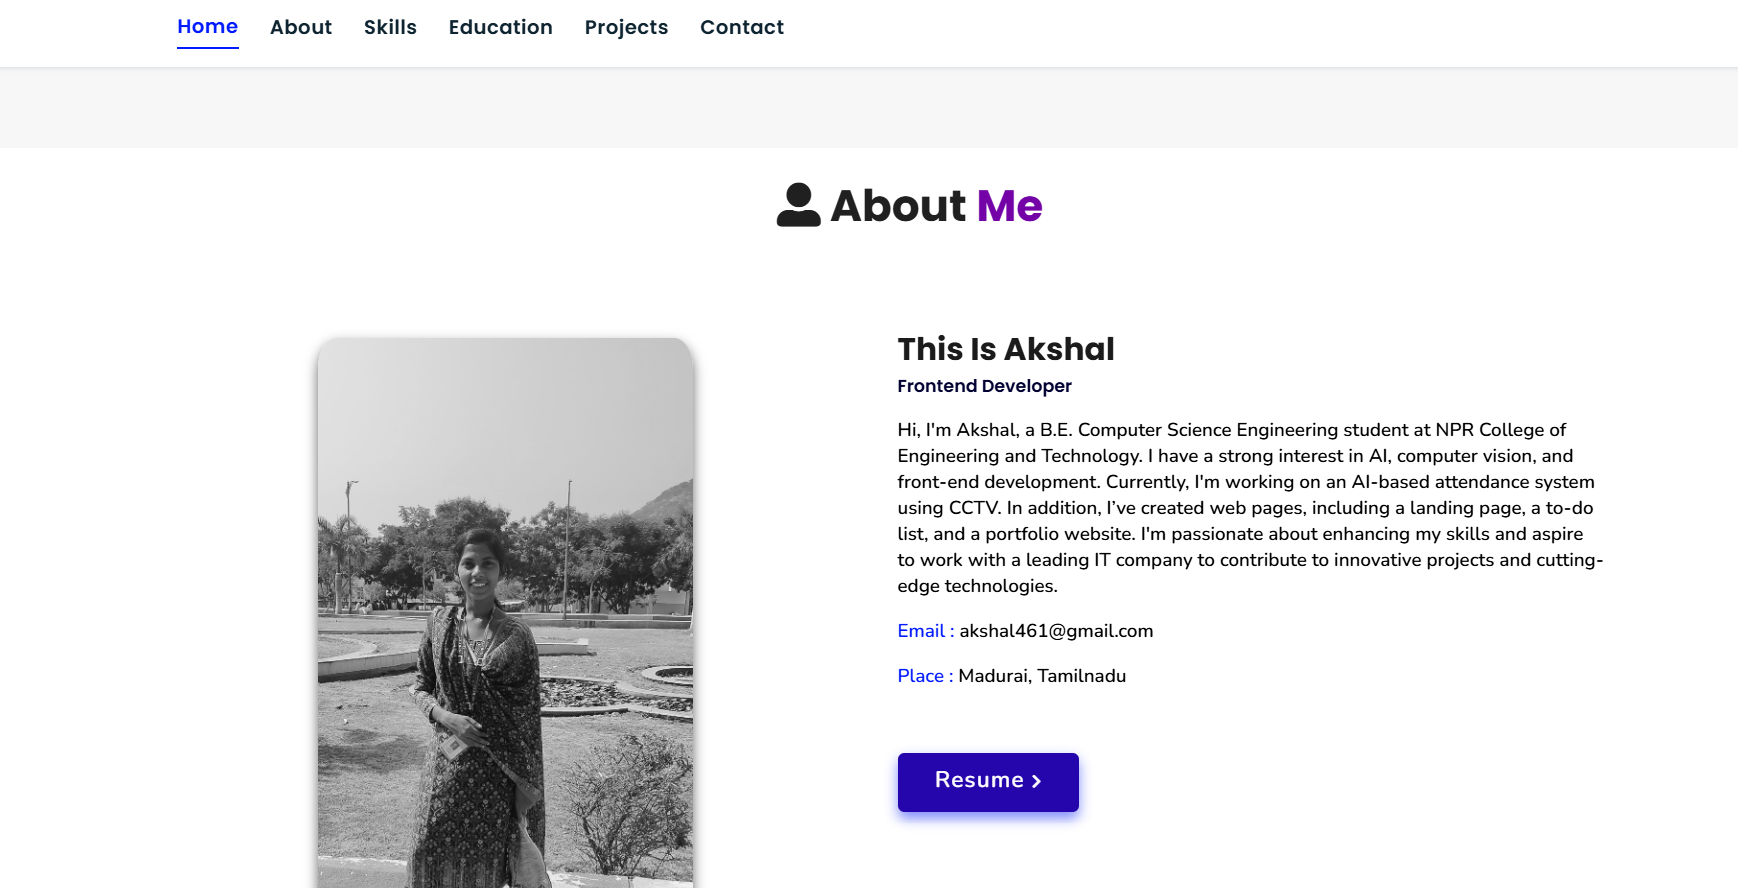 Home About Skills Education Projects Contact
About Me
This Is Akshal
Frontend Developer
Hi, I'm Akshal, a B.E. Computer Science Engineering student at NPR College of
Engineering and Technology. I have a strong interest in AI, computer vision, and
front-end development. Currently, I'm working on an AI-based attendance system
using CCTV. In addition, I’ve created web pages, including a landing page, a to-do
list, and a portfolio website. I'm passionate about enhancing my skills and aspire
to work with a leading IT company to contribute to innovative projects and cutting-
edge technologies.
Email : akshal461@gmail.com
Place : Madurai, Tamilnadu
Resume